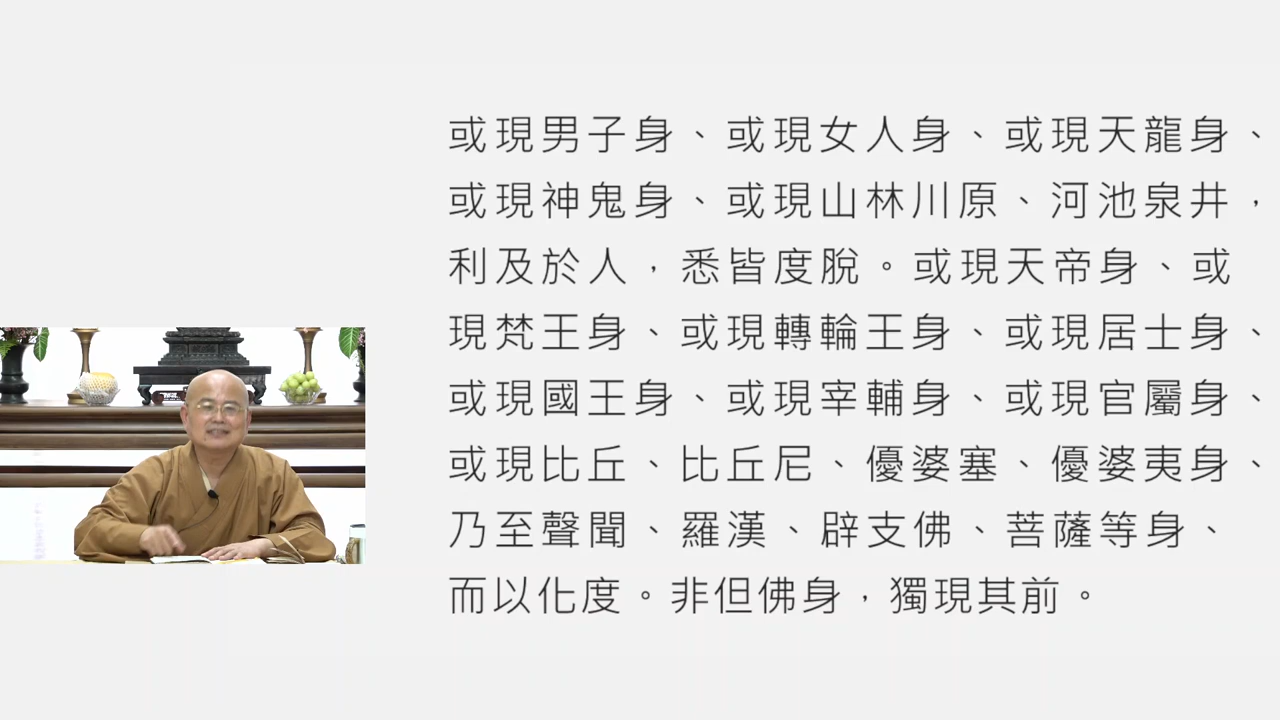 或現男子身、或現女人身、或現天龍身、
或現神鬼身、或現山林川原、河池泉井，
利及於人，悉皆度脫。或現天帝身、或
現梵王身、或現轉輪王身、或現居士身、
或現國王身、或現宰輔身、或現官屬身、
或現比丘、比丘尼、優婆塞、優婆夷身、
乃至聲聞、羅漢、辟支佛、菩薩等身、
而以化度。非但佛身，獨現其前。